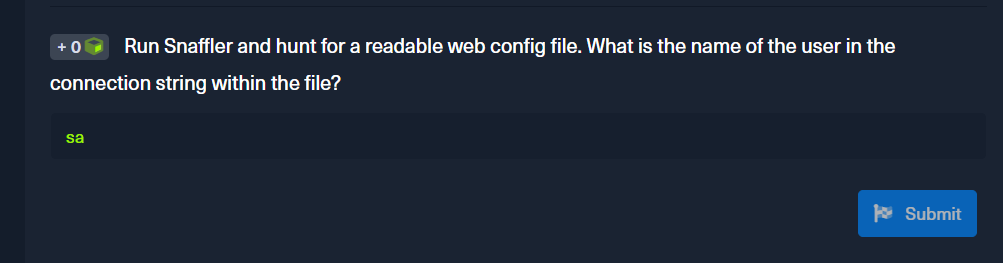 + 0 Run Snaffler and hunt for a readable web config file. What is the name of the user in the
connection string within the file?
sa
Submit